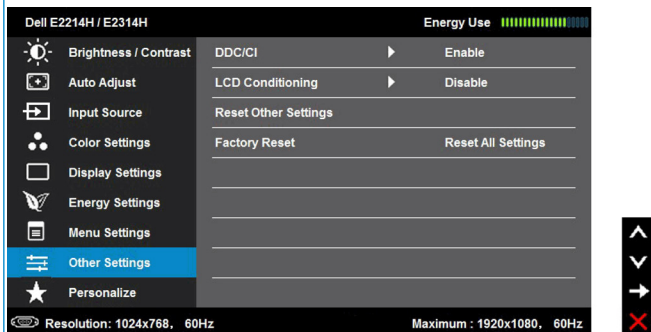 Dell E2214H / E2314H Energy Use
Brightness / Contrast DDC/CI Enable
Auto Adjust LCD Conditioning Disable
Input Source Reset Other Settings
Color Settings Factory Reset Reset All Settings
Display Settings
Energy Settings
Menu Settings
Other Settings
Personalize
Resolution: 1024x768, 60Hz Maximum : 1920x1080, 60Hz